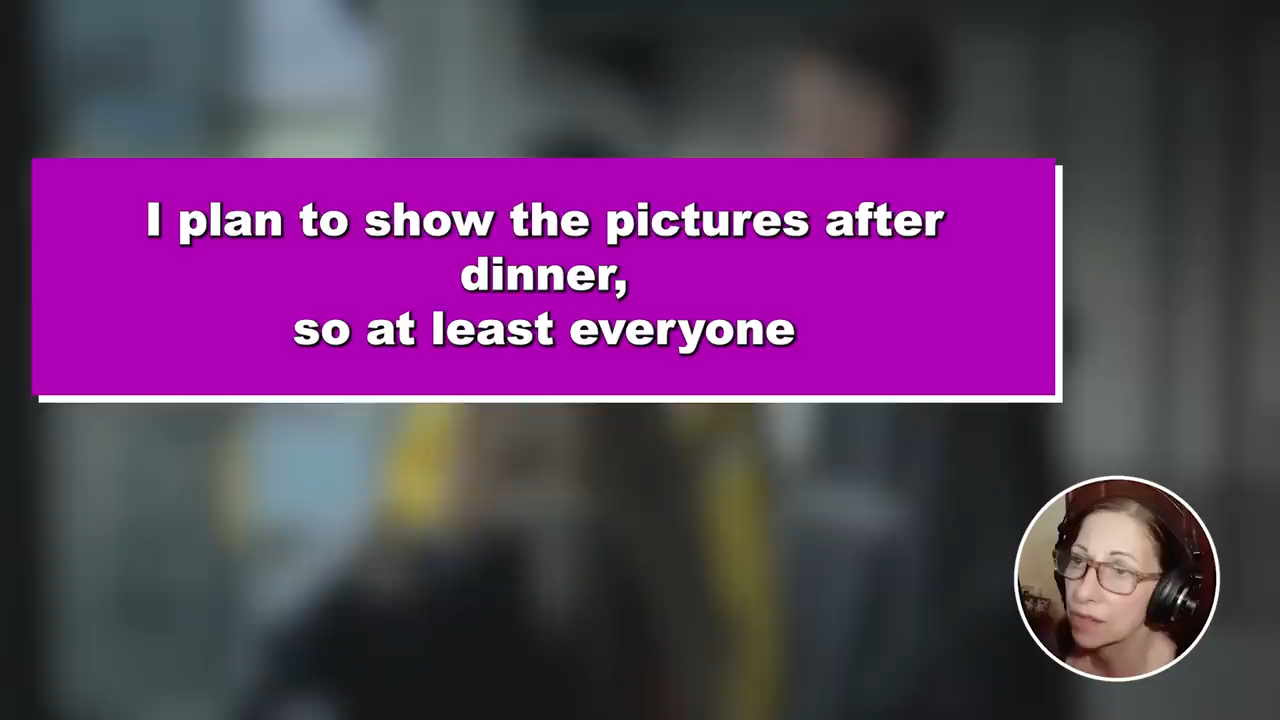 I plan to show the pictures after
dinner,
so at least everyone